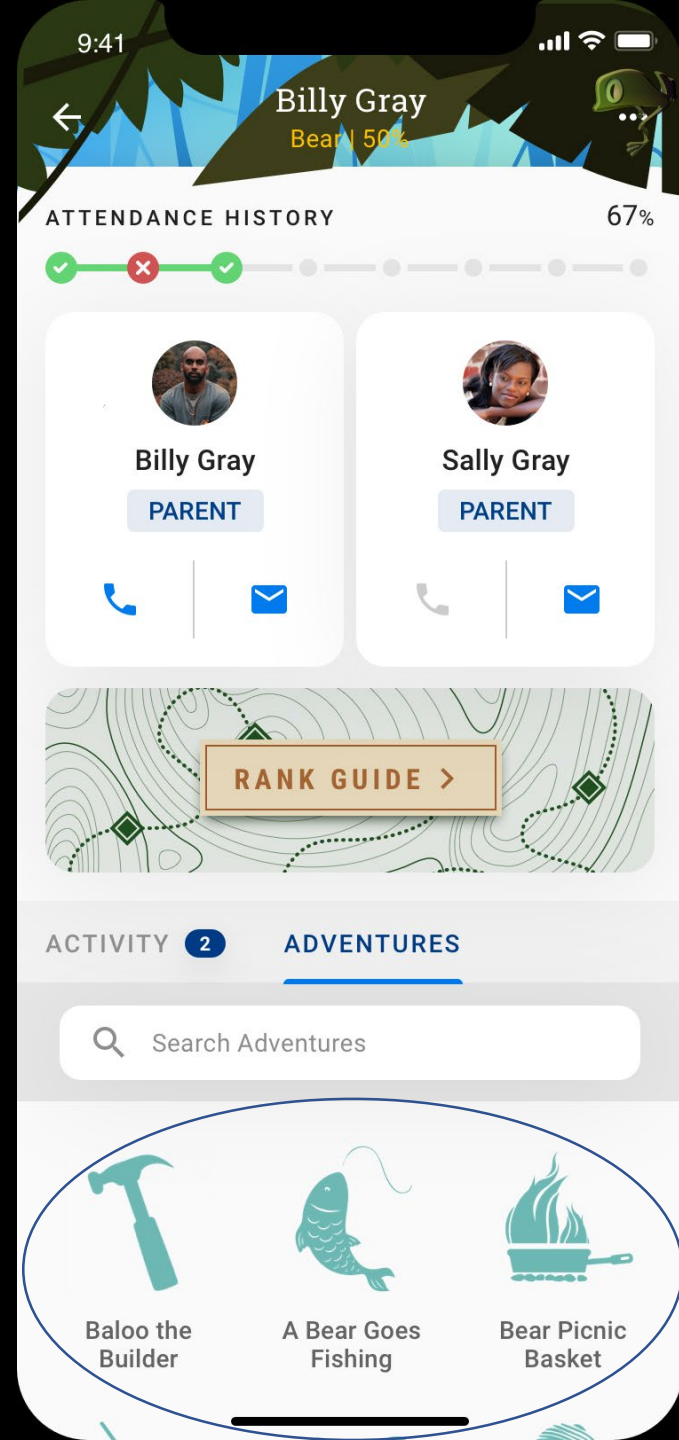 9:41
Billy Gray
Bear | 50%
ATTENDANCE HISTORY 67%
Billy Gray
PARENT
Sally Gray
PARENT
RANK GUIDE >
ACTIVITY 2 ADVENTURES
Search Adventures
Baloo the
Builder
A Bear Goes
Fishing
Bear Picnic
Basket